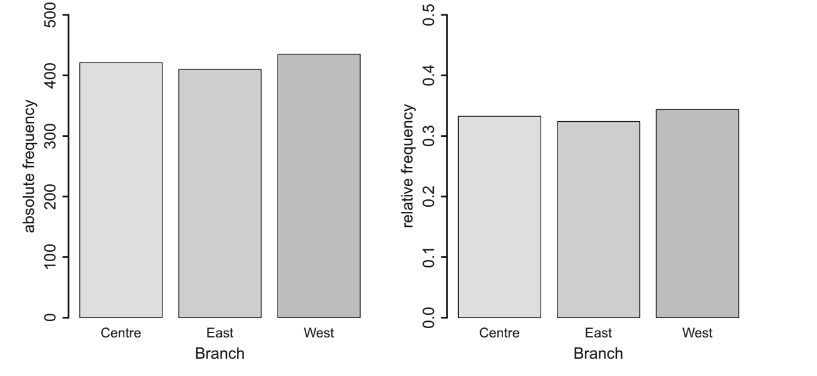 absolute frequency
500
400
300
200
100
0
Centre East West
Branch
relative frequency
0.5
0.4
0.3
0.2
0.1
0.0
Centre East West
Branch